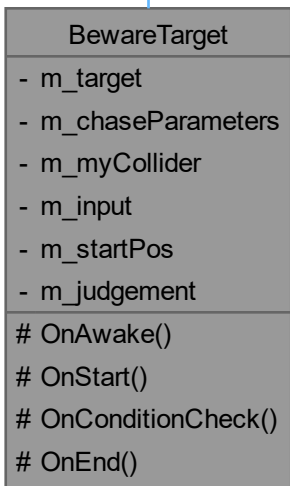 BewareTarget
- m_target
- m_chaseParameters
- m_myCollider
- m_input
- m_startPos
- m_judgement
# OnAwake()
# OnStart()
# OnConditionCheck()
# OnEnd()